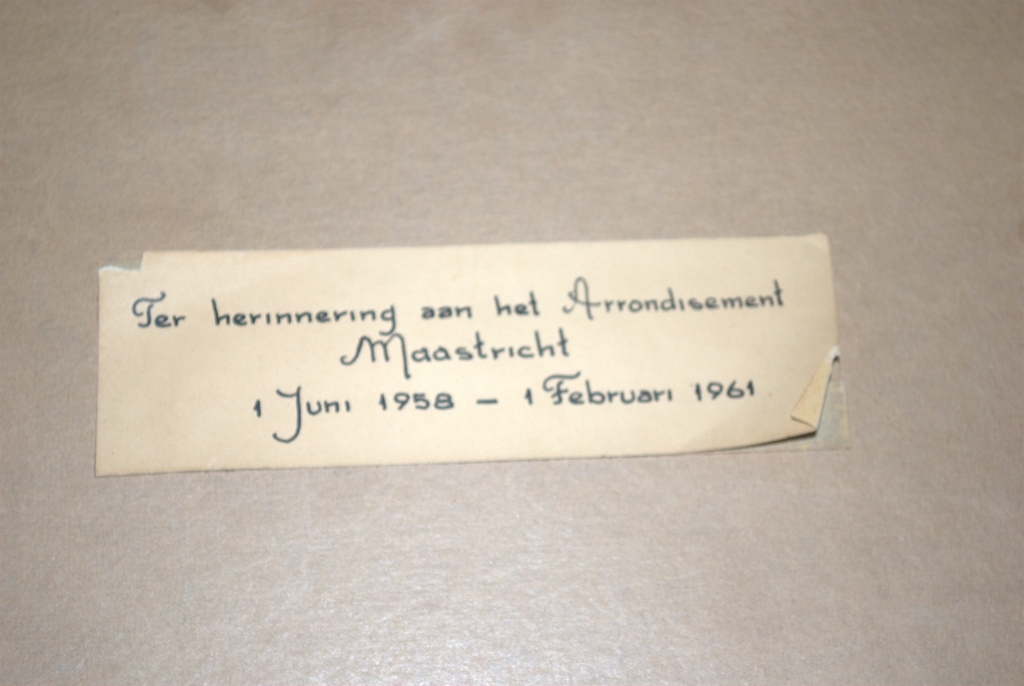 Ter herinnering aan het Arrondisement
Maastricht
1 Juni 1958 – 1 Februari 1961